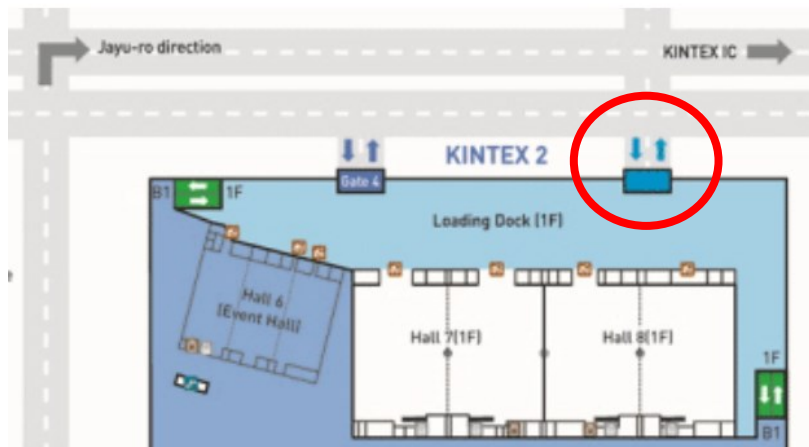 Jayu-ro direction
KINTEX IC
KINTEX 2
Gate 4
B1
1F
Loading Dock (1F)
Hall 6
(Event Hall)
Hall 7(1F)
Hall 8(1F)
1F
B1